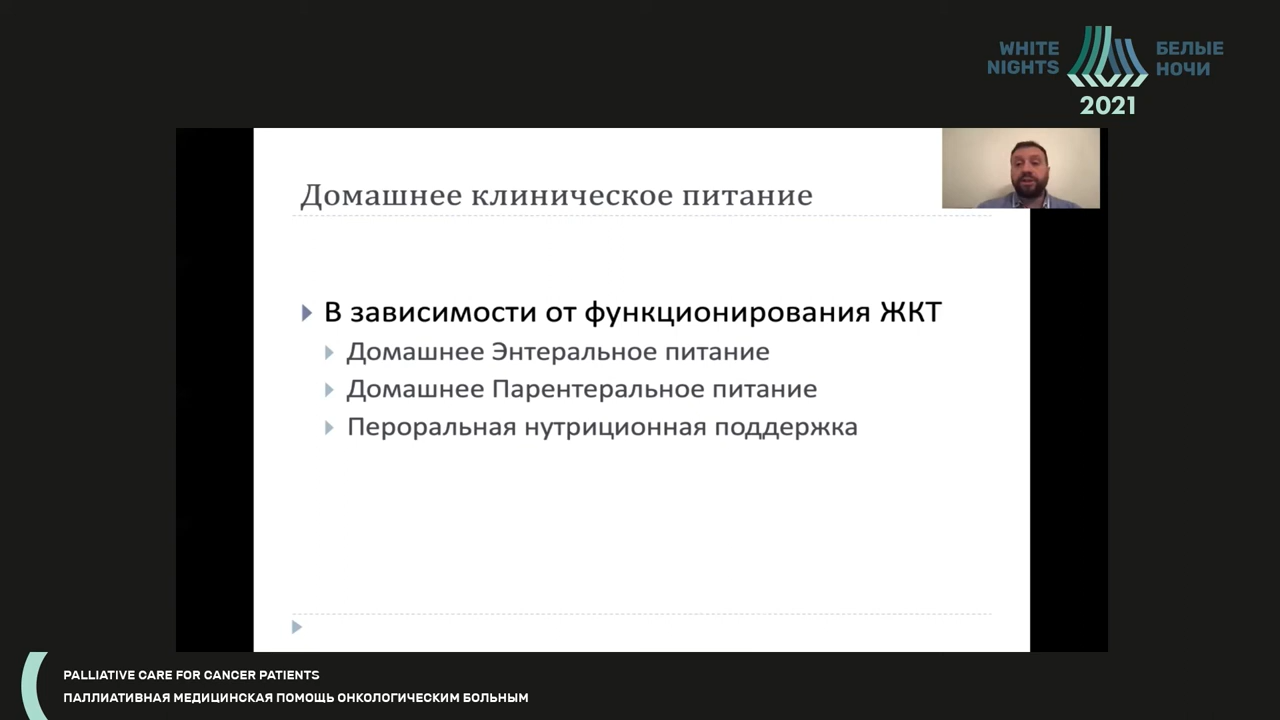 WHITE
NIGHTS
БЕЛЫЕ
НОЧИ
2021
Домашнее клиническое питание
В зависимости от функционирования ЖКТ
Домашнее Энтеральное питание
Домашнее Парентеральное питание
Пероральная нутриционная поддержка
PALLIATIVE CARE FOR CANCER PATIENTS
ПАЛЛИАТИВНАЯ МЕДИЦИНСКАЯ ПОМОЩЬ ОНКОЛОГИЧЕСКИМ БОЛЬНЫМ